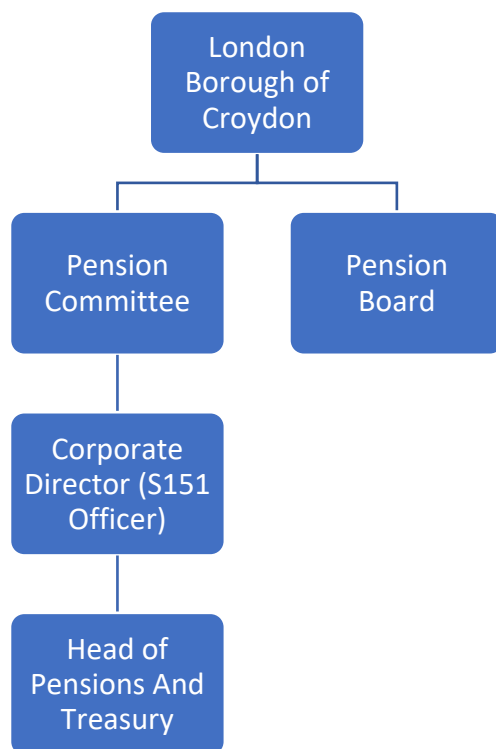 London
Borough of
Croydon
Pension
Committee
Pension
Board
Corporate
Director (S151
Officer)
Head of
Pensions And
Treasury